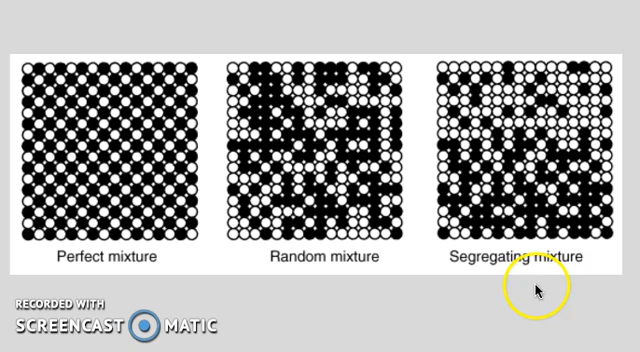 Perfect mixture
Random mixture
Segregating mixture
RECORDED WITH
SCREENCAST MATIC